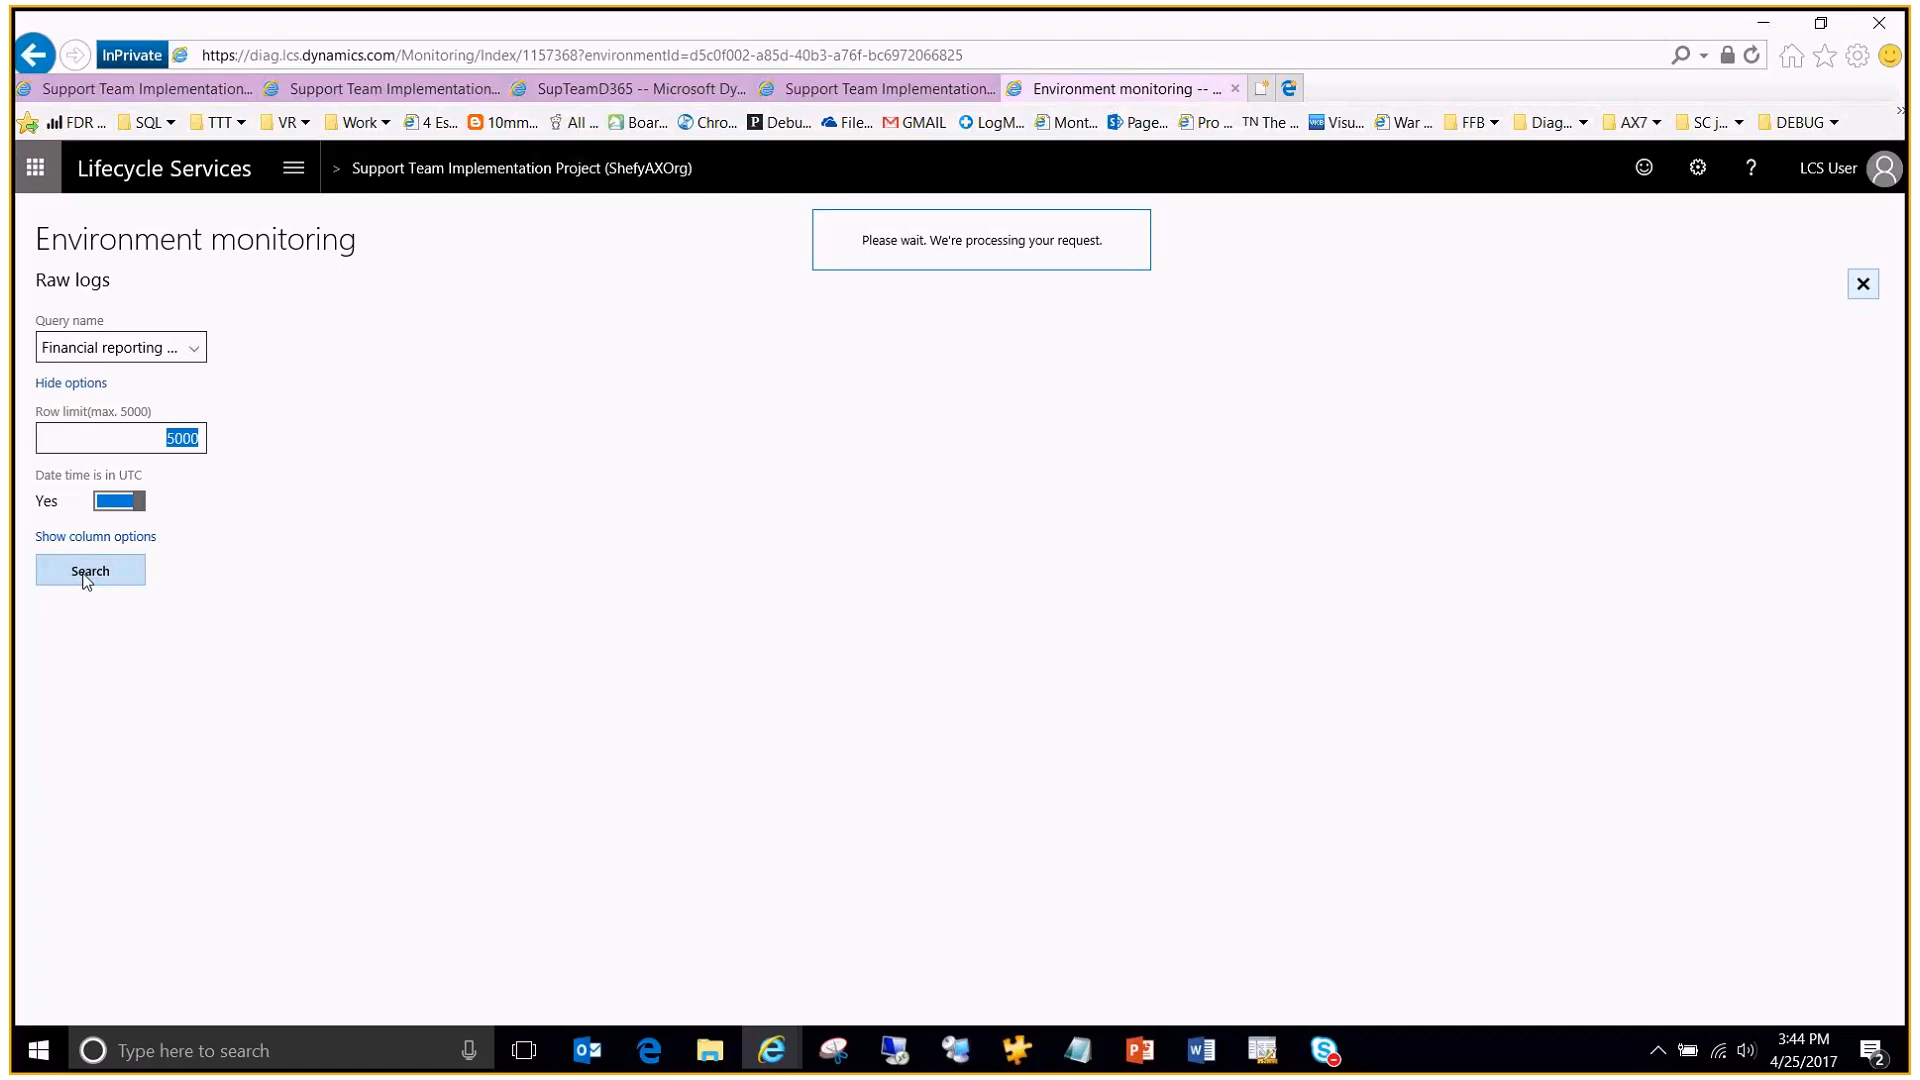 InPrivate
https://diag.lcs.dynamics.com/Monitoring/Index/1157368?environmentId=d5c0f002-a85d-40b3-a76f-bc6972066825
Support Team Implementation... Support Team Implementation... SupTeamD365 -- Microsoft Dy... Support Team Implementation... Environment monitoring -- ...
FDR ... SQL TTT VR Work 4 Es... 10mm... All ... Boar... Chro... Debu... File... GMAIL LogM... Mont... Page... Pro ... TN The ... VKB Visu... War ... FFB Diag... AX7 SC j... DEBUG
Lifecycle Services > Support Team Implementation Project (ShefyAXOrg) ? LCS User
Please wait. We're processing your request.
Environment monitoring
Raw logs
Query name
Financial reporting ...
Hide options
Row limit(max. 5000)
5000
Date time is in UTC
Yes
Show column options
Search
Type here to search
3:44 PM
4/25/2017
2